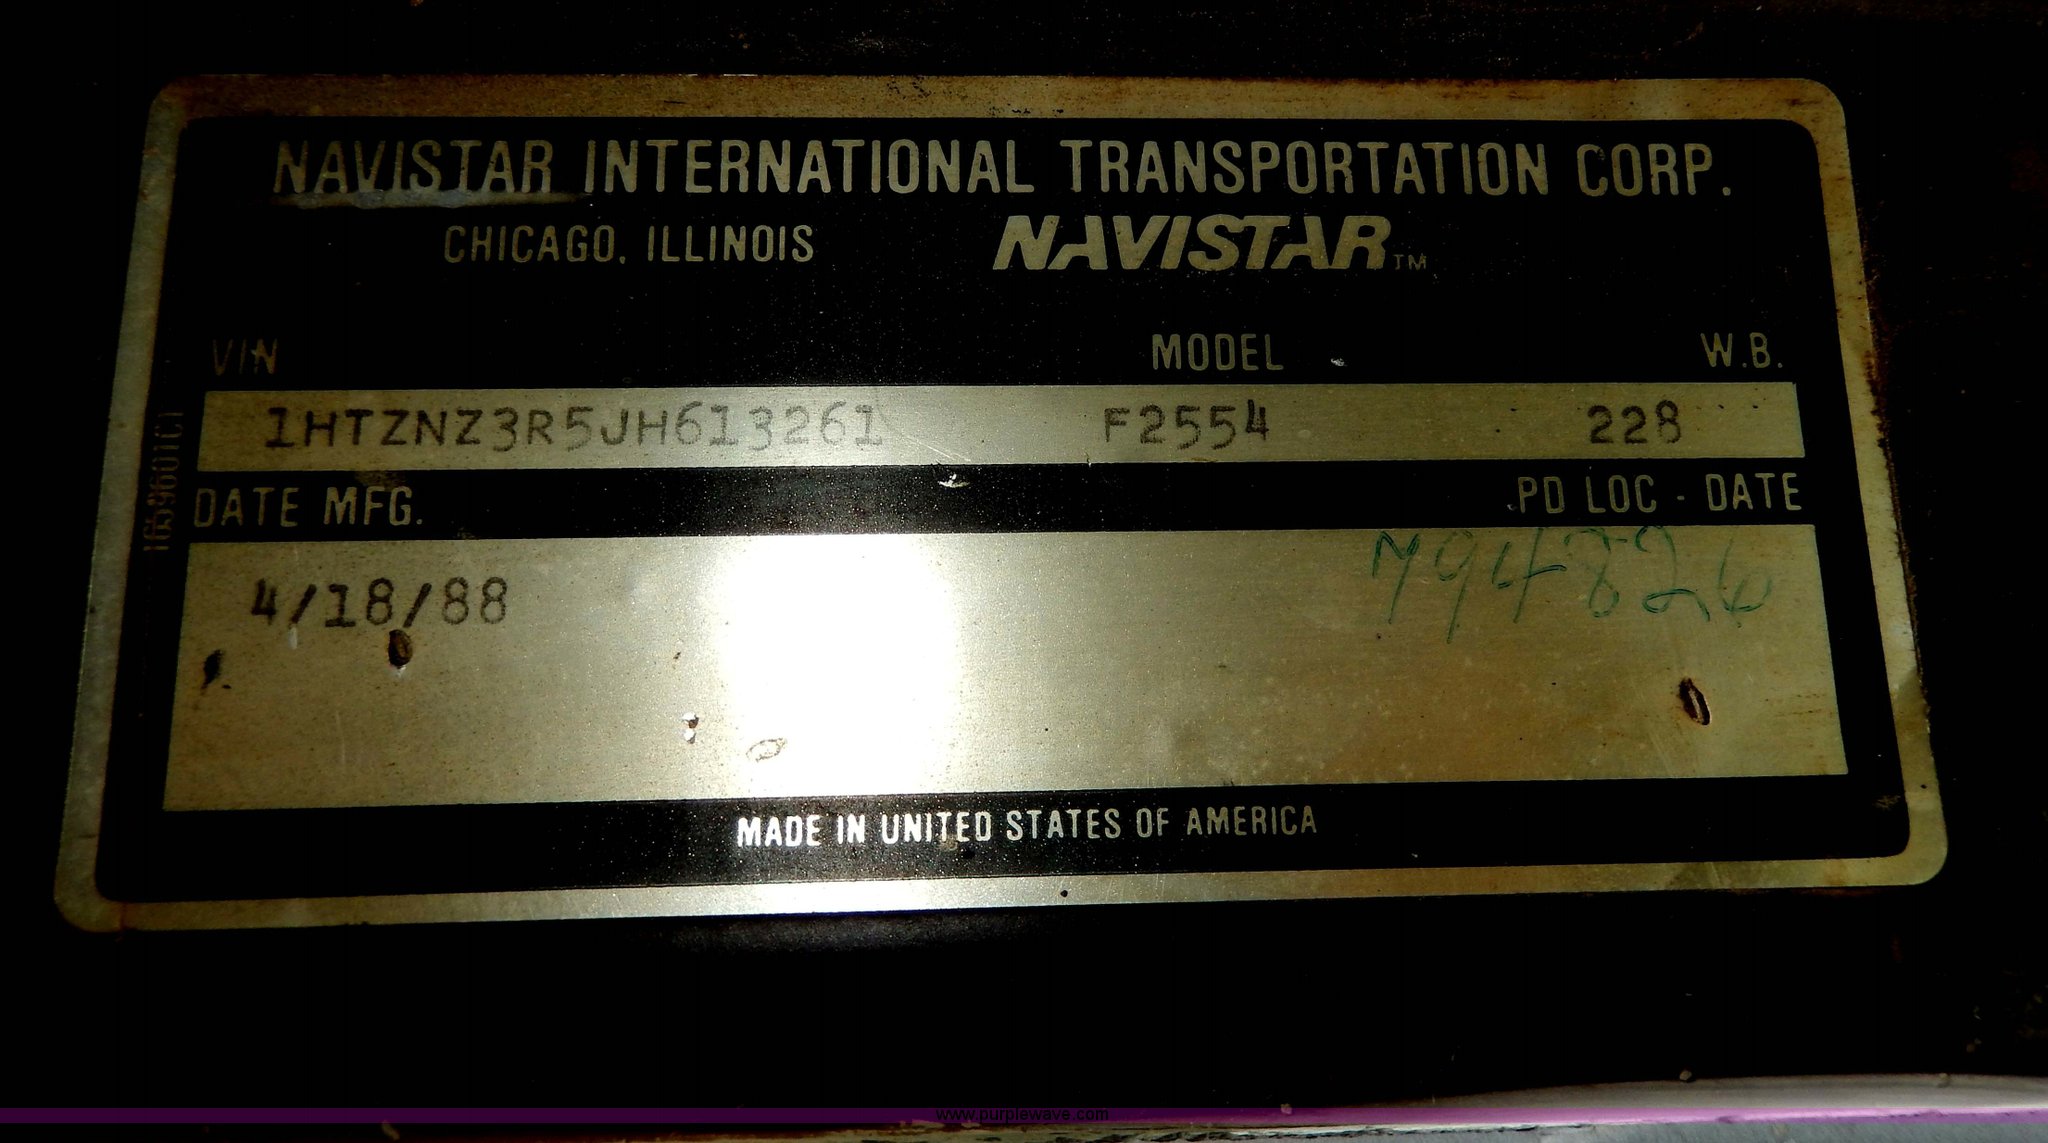 NAVISTAR INTERNATIONAL TRANSPORTATION CORP.
CHICAGO, ILLINOIS NAVISTAR™
VIN MODEL W.B.
1HTZNZ3R5JH613261 F2554 228
DATE MFG. PD LOC - DATE
4/18/88 794826
MADE IN UNITED STATES OF AMERICA
www.purplewave.com